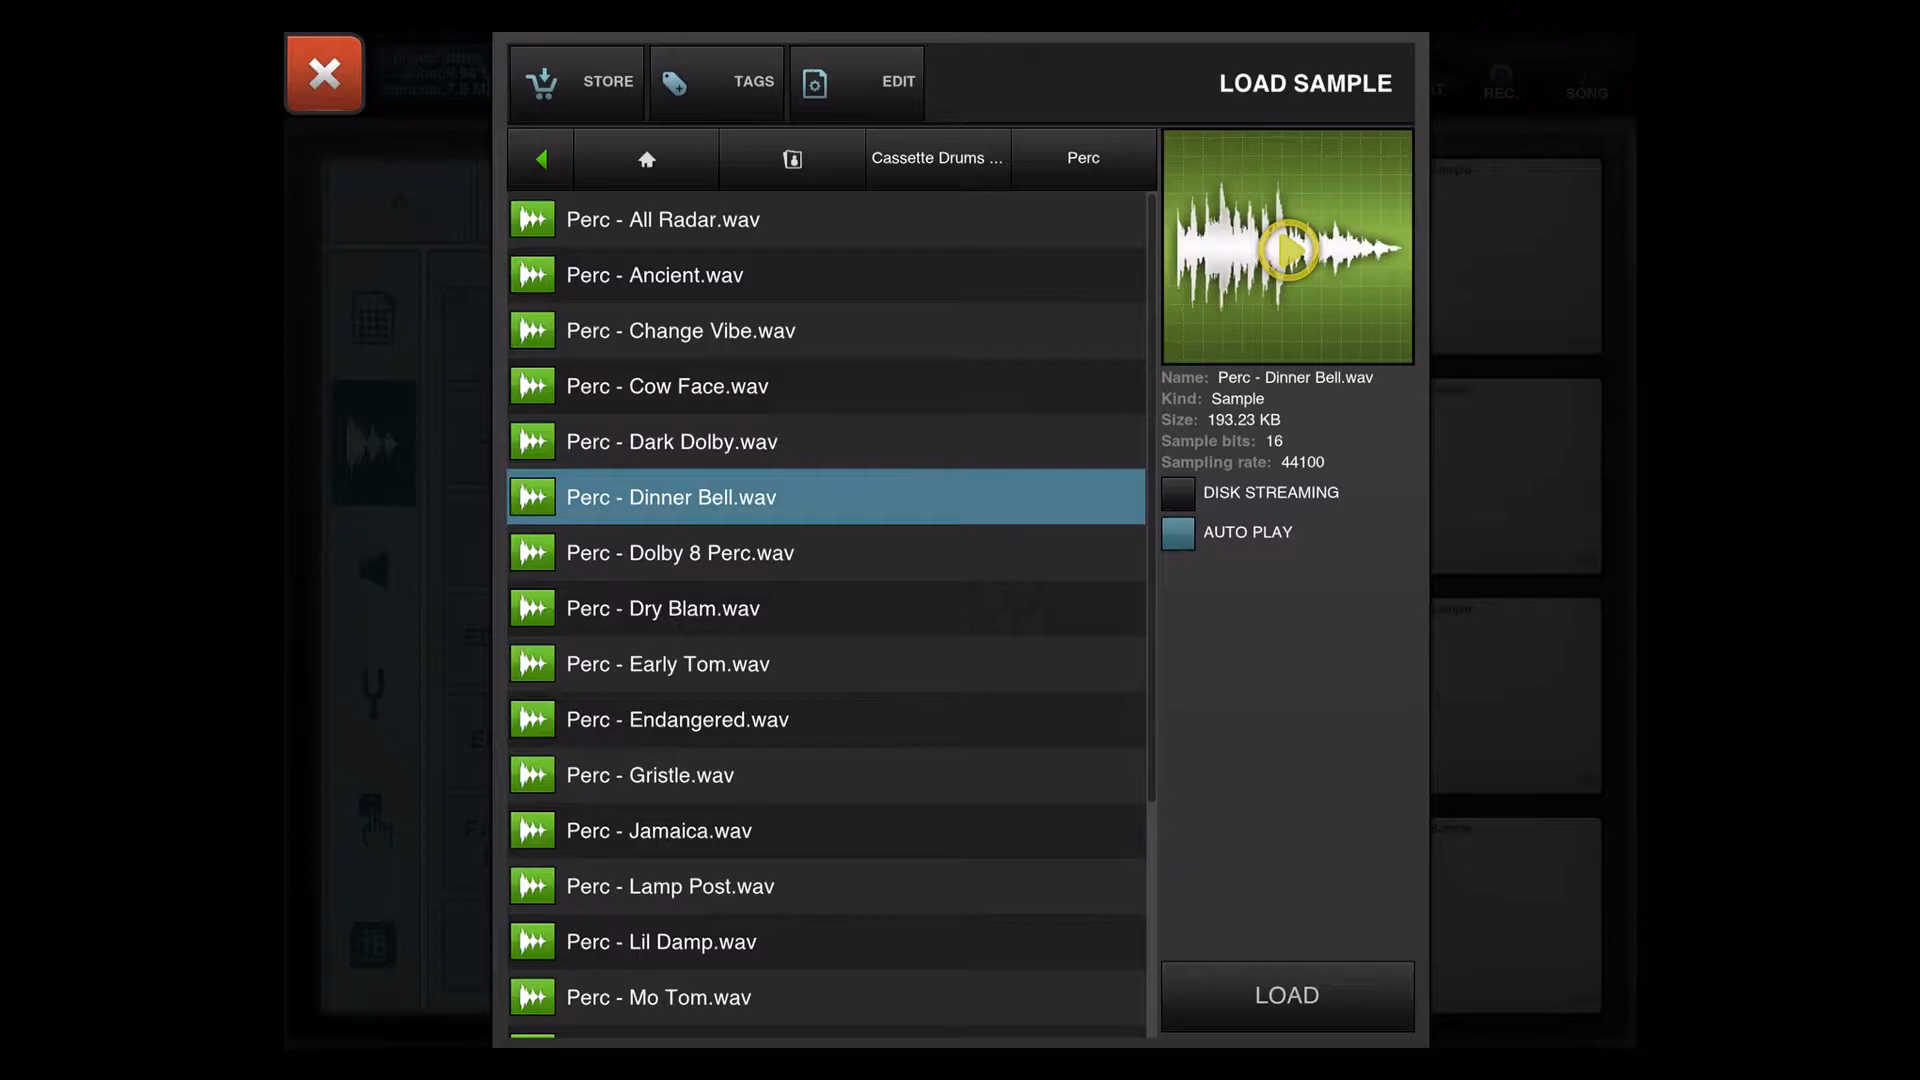 STORE
TAGS
EDIT
LOAD SAMPLE
REC.
SONG
Cassette Drums ...
Perc
Perc - All Radar.wav
Perc - Ancient.wav
Perc - Change Vibe.wav
Perc - Cow Face.wav
Perc - Dark Dolby.wav
Perc - Dinner Bell.wav
Perc - Dolby 8 Perc.wav
Perc - Dry Blam.wav
Perc - Early Tom.wav
Perc - Endangered.wav
Perc - Gristle.wav
Perc - Jamaica.wav
Perc - Lamp Post.wav
Perc - Lil Damp.wav
Perc - Mo Tom.wav
Name: Perc - Dinner Bell.wav
Kind: Sample
Size: 193.23 KB
Sample bits: 16
Sampling rate: 44100
DISK STREAMING
AUTO PLAY
LOAD